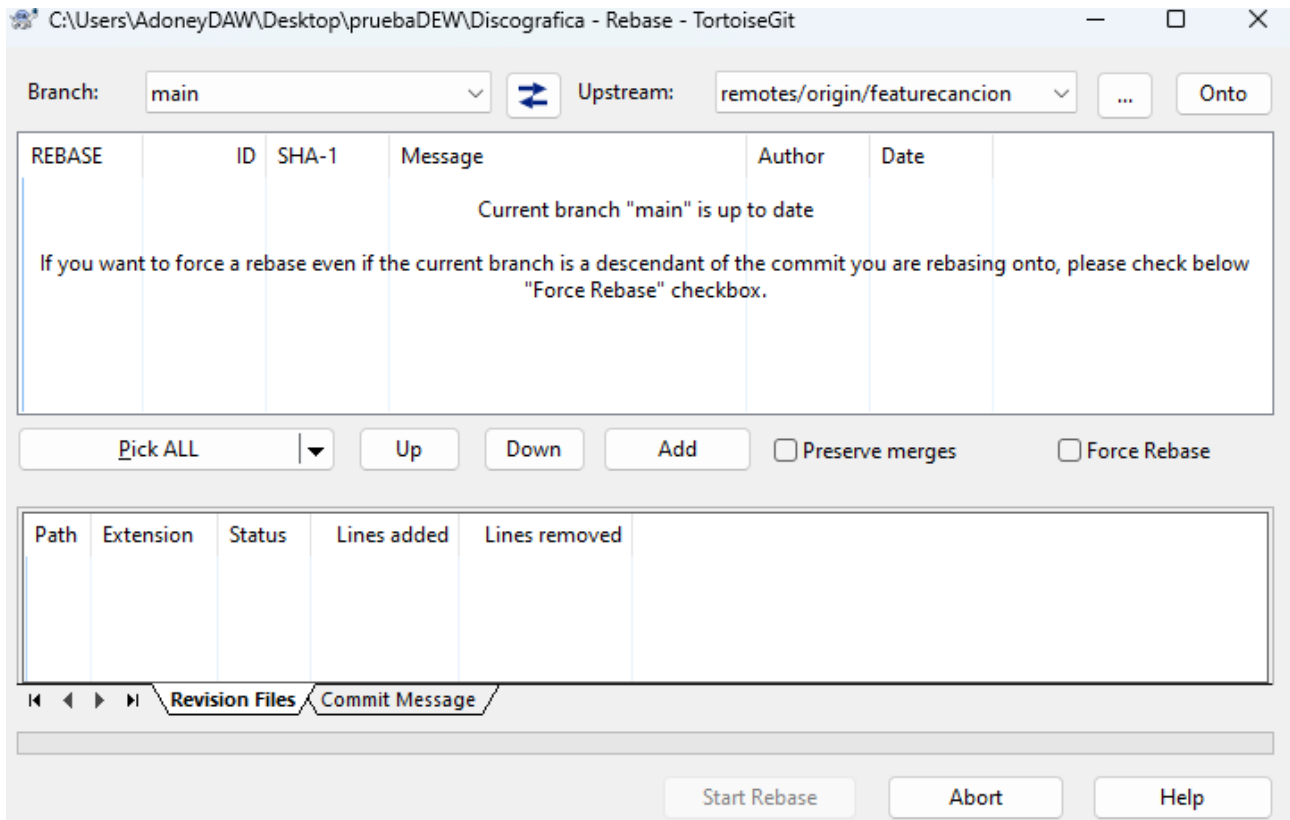 C:\Users\AdoneyDAW\Desktop\pruebaDEW\Discografica - Rebase - TortoiseGit
Branch: main Upstream: remotes/origin/featurecancion ... Onto
REBASE ID SHA-1 Message Author Date
Current branch "main" is up to date
If you want to force a rebase even if the current branch is a descendant of the commit you are rebasing onto, please check below
"Force Rebase" checkbox.
Pick ALL Up Down Add Preserve merges Force Rebase
Path Extension Status Lines added Lines removed
Revision Files Commit Message
Start Rebase Abort Help